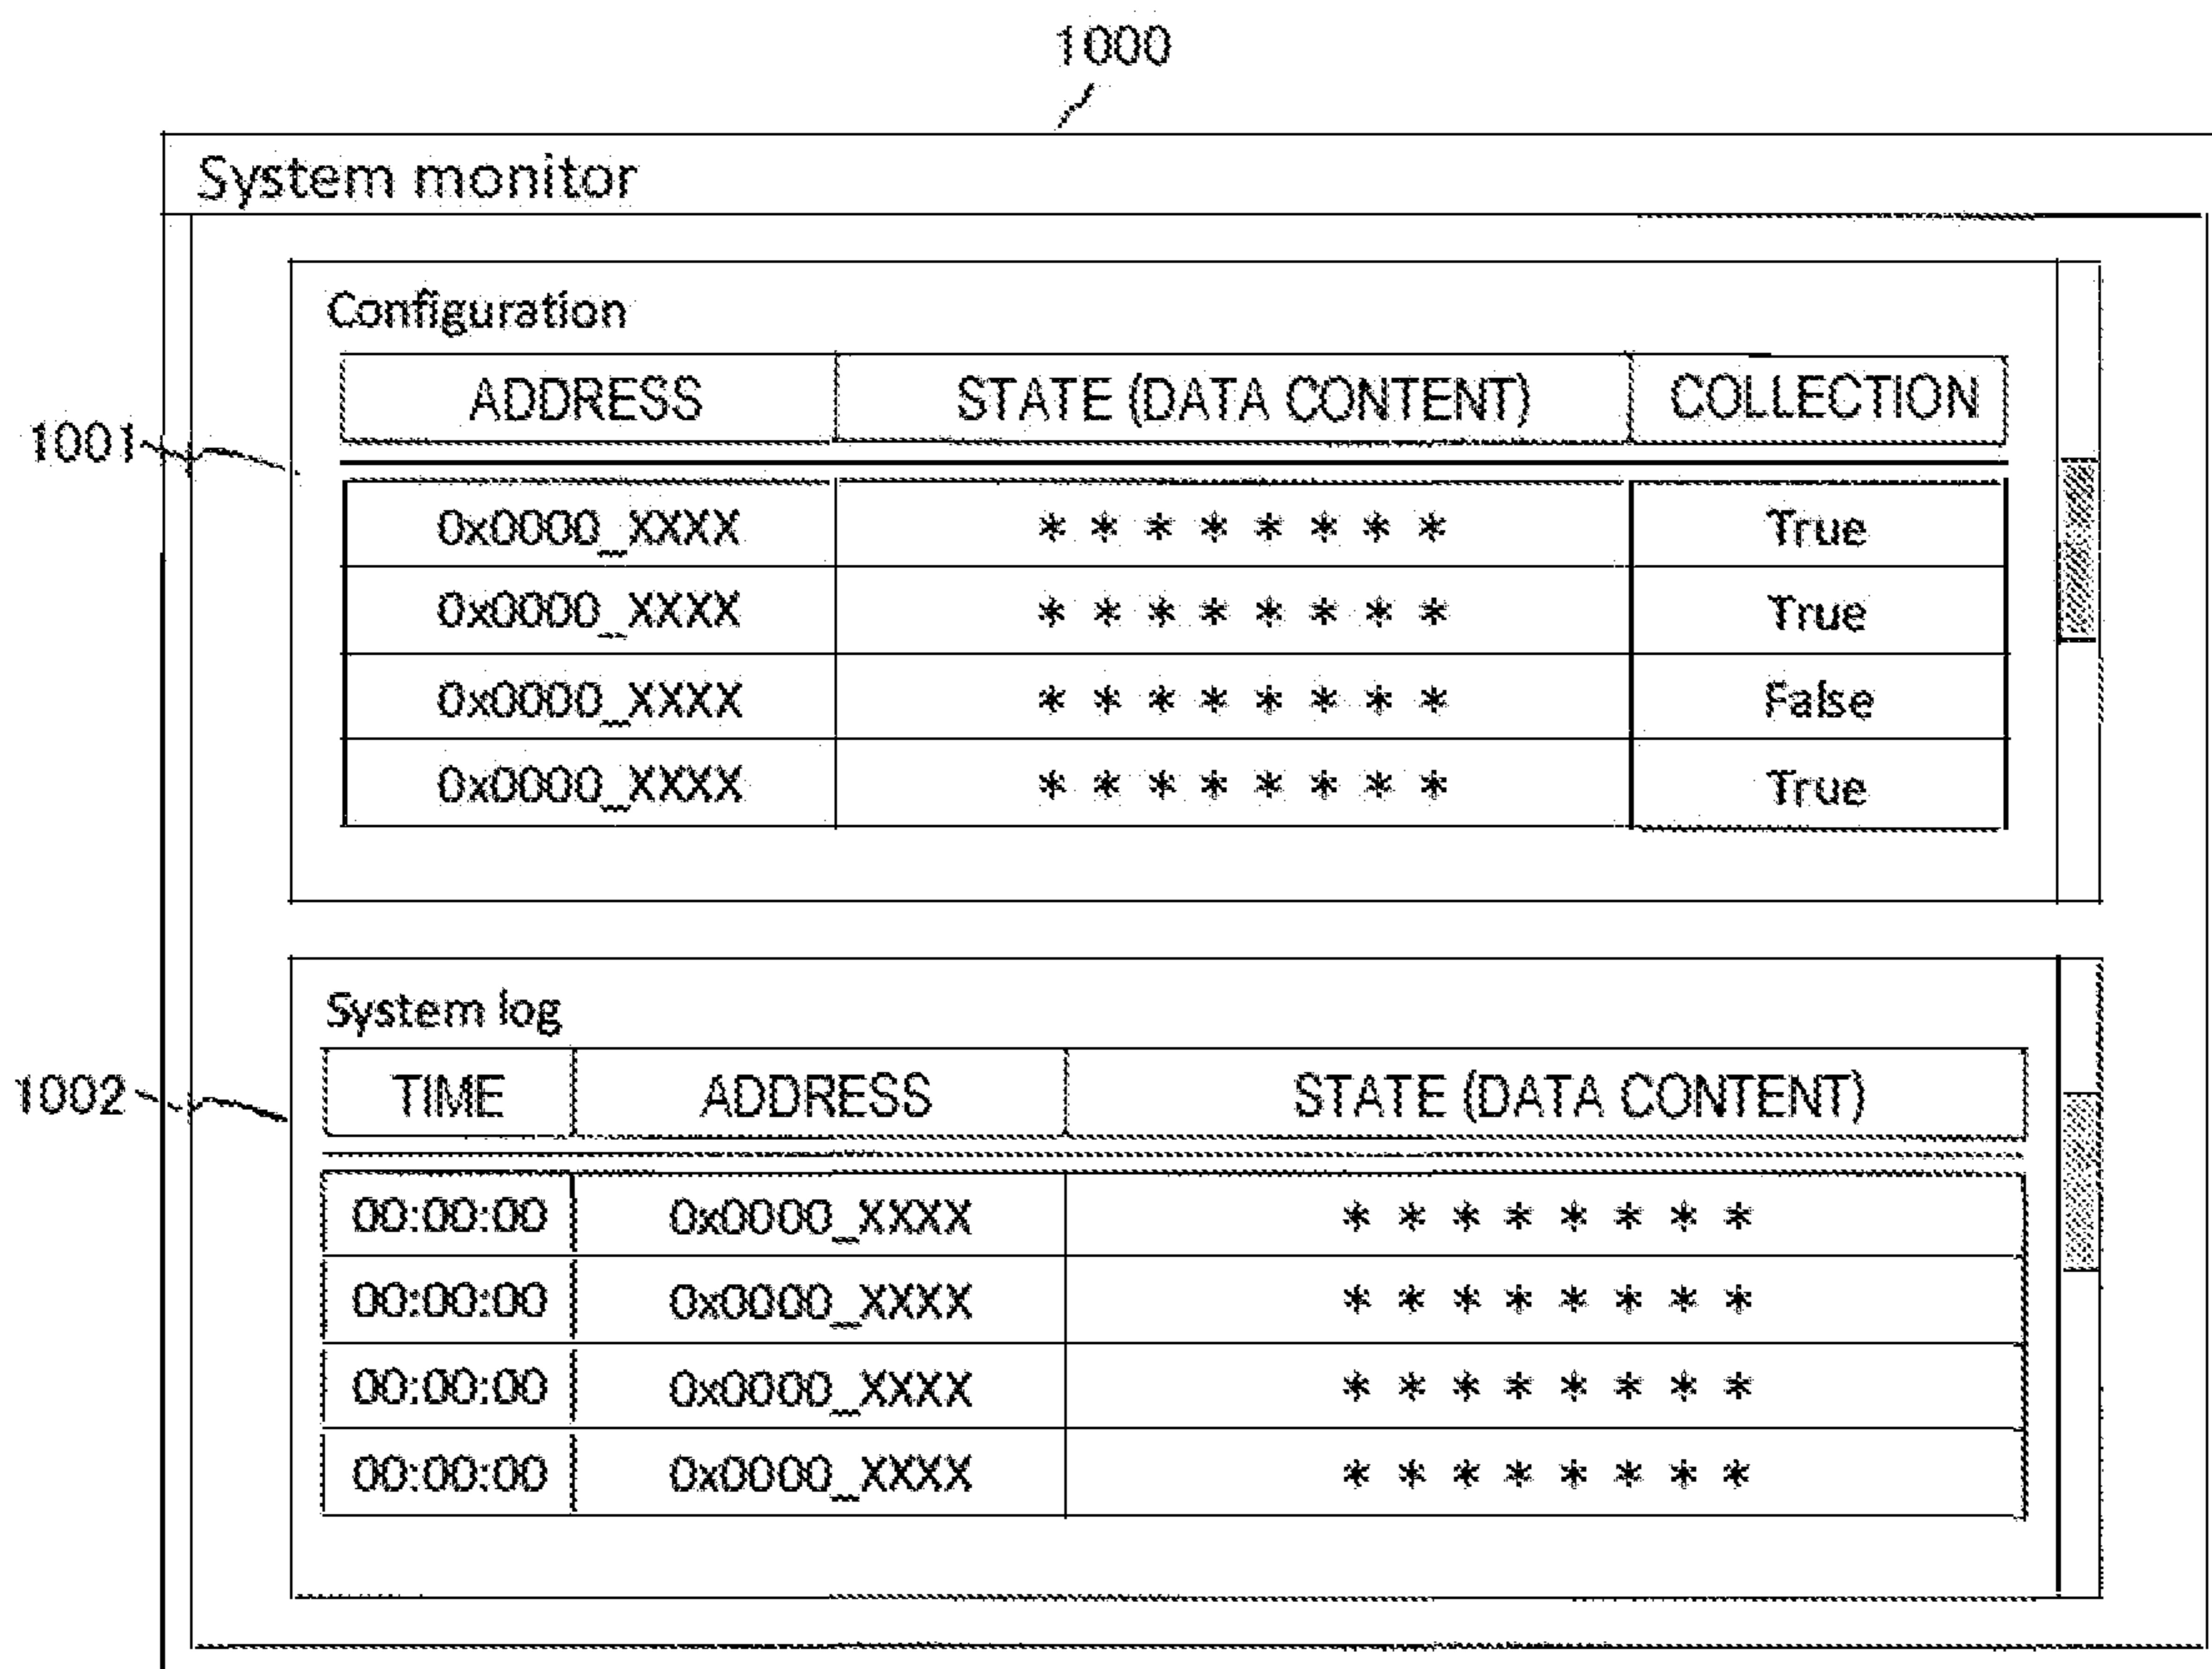 1000
System monitor
Configuration
ADDRESS STATE (DATA CONTENT) COLLECTION
1001
0x0000_XXXX * * * * * * * * True
0x0000_XXXX * * * * * * * * True
0x0000_XXXX * * * * * * * * False
0x0000_XXXX * * * * * * * * True
System log
1002 TIME ADDRESS STATE (DATA CONTENT)
00:00:00 0x0000_XXXX * * * * * * * *
00:00:00 0x0000_XXXX * * * * * * * *
00:00:00 0x0000_XXXX * * * * * * * *
00:00:00 0x0000_XXXX * * * * * * * *